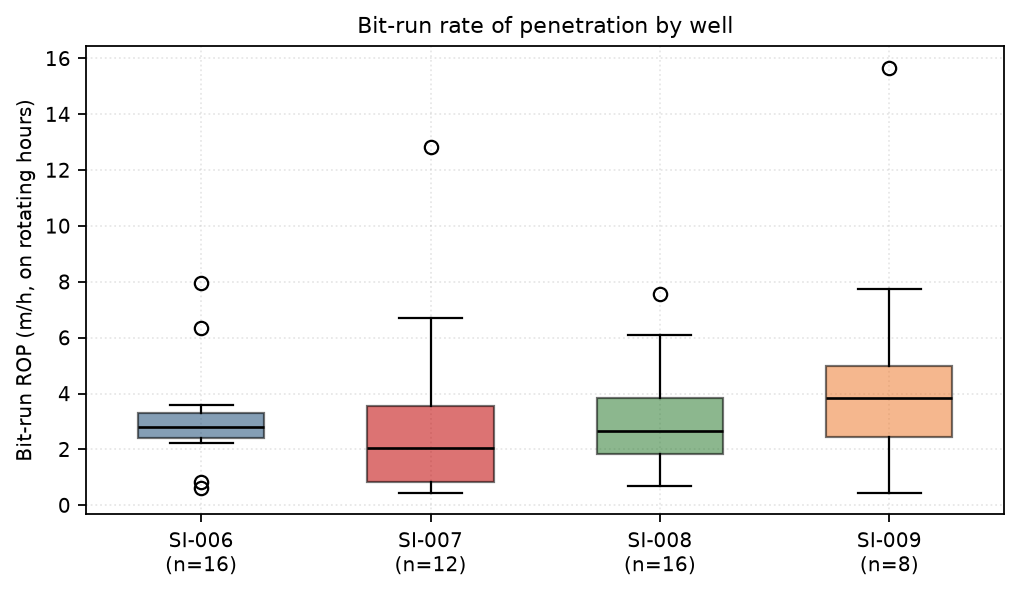 Bit-run rate of penetration by well
Bit-run ROP (m/h, on rotating hours)
16
14
12
10
8
6
4
2
0
SI-006 SI-007 SI-008 SI-009
(n=16) (n=12) (n=16) (n=8)